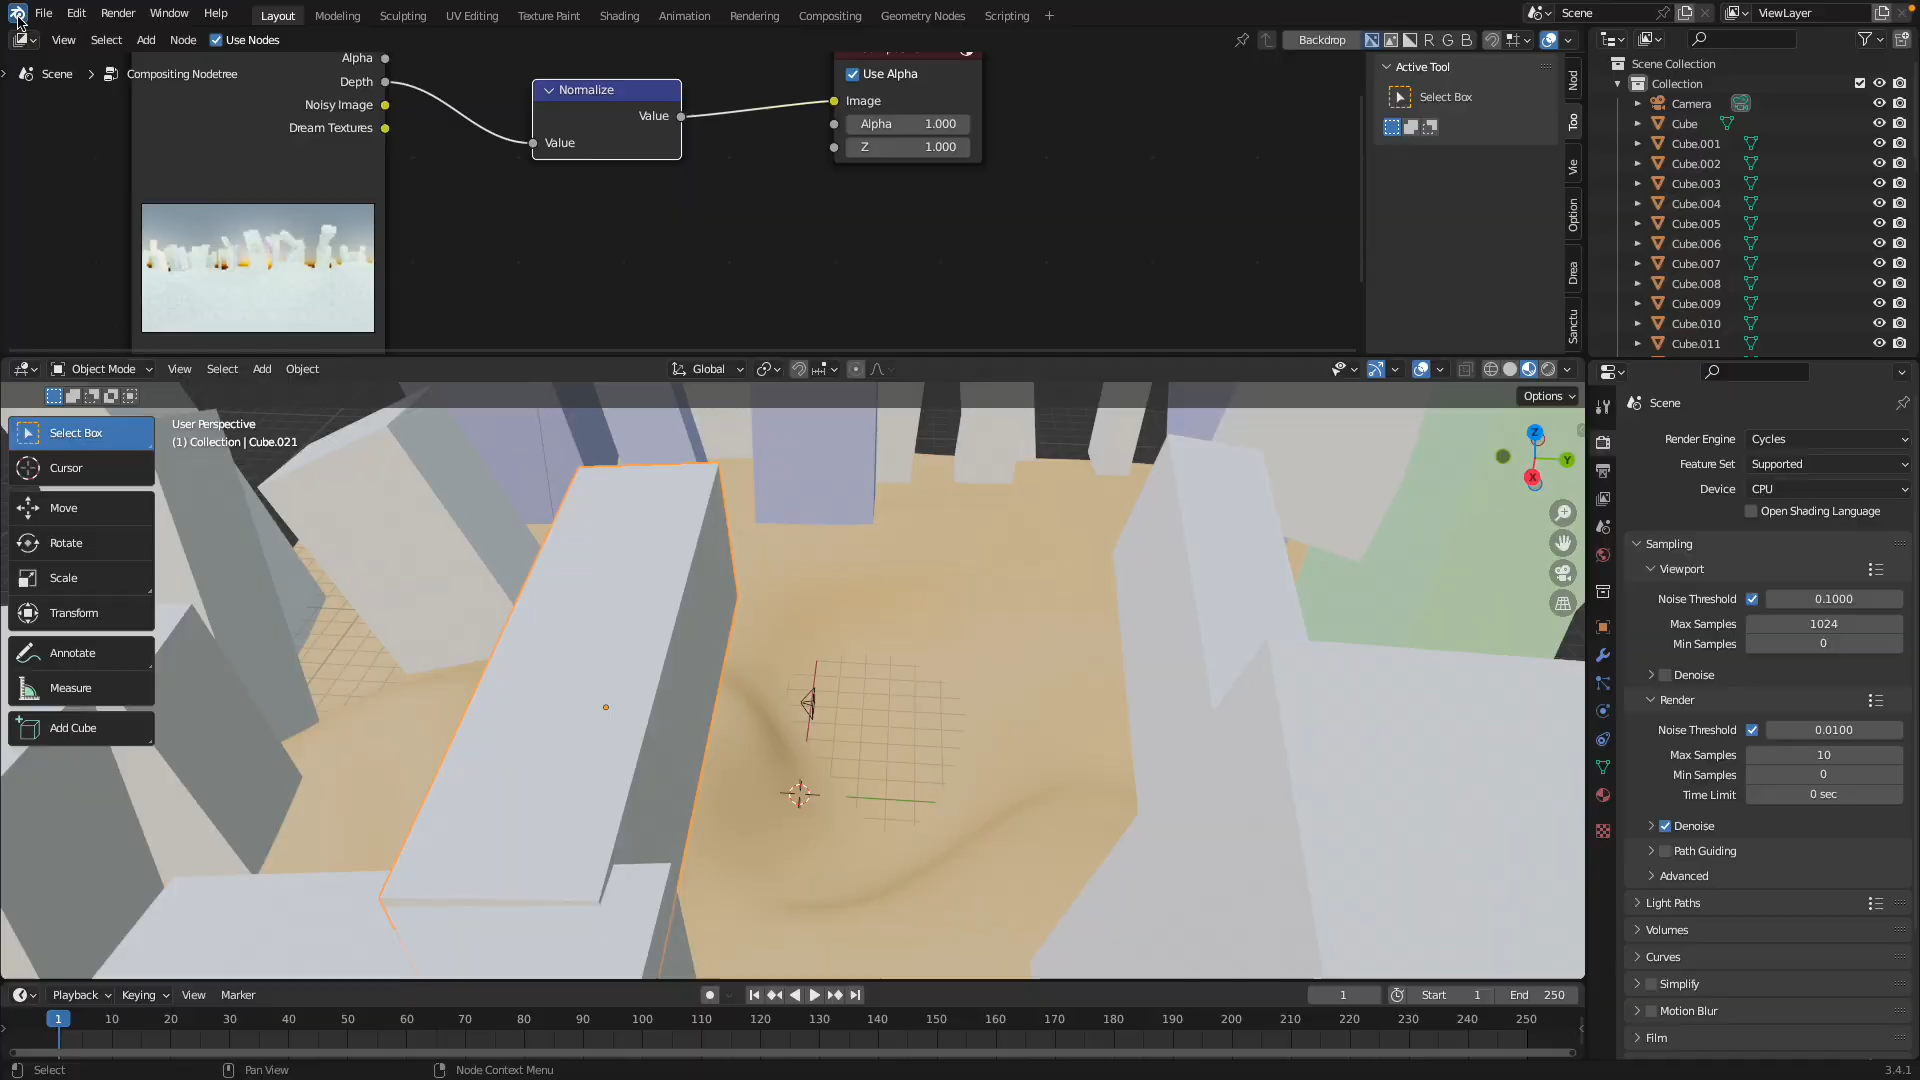 File Edit Render Window Help Layout Modeling Sculpting UV Editing Texture Paint Shading Animation Rendering Compositing Geometry Nodes Scripting + Scene ViewLayer
View Select Add Node Use Nodes Backdrop R G B
Scene > Compositing Nodetree
Alpha
Depth
Noisy Image
Dream Textures
Normalize
Value
Value
Use Alpha
Image
Alpha 1.000
Z 1.000
Active Tool
Select Box
Nod
Too
Vie
Option
Drea
Sanctu
Scene Collection
Collection
Camera
Cube
Cube.001
Cube.002
Cube.003
Cube.004
Cube.005
Cube.006
Cube.007
Cube.008
Cube.009
Cube.010
Cube.011
Object Mode View Select Add Object Global
Options
Select Box
Cursor
Move
Rotate
Scale
Transform
Annotate
Measure
Add Cube
User Perspective
(1) Collection | Cube.021
Z
Y
X
Scene
Render Engine Cycles
Feature Set Supported
Device CPU
Open Shading Language
Sampling
Viewport
Noise Threshold 0.1000
Max Samples 1024
Min Samples 0
Denoise
Render
Noise Threshold 0.0100
Max Samples 10
Min Samples 0
Time Limit 0 sec
Denoise
Path Guiding
Advanced
Light Paths
Volumes
Curves
Simplify
Motion Blur
Film
Playback Keying View Marker 1 Start 1 End 250
1 10 20 30 40 50 60 70 80 90 100 110 120 130 140 150 160 170 180 190 200 210 220 230 240 250
Select Pan View Node Context Menu 3.4.1